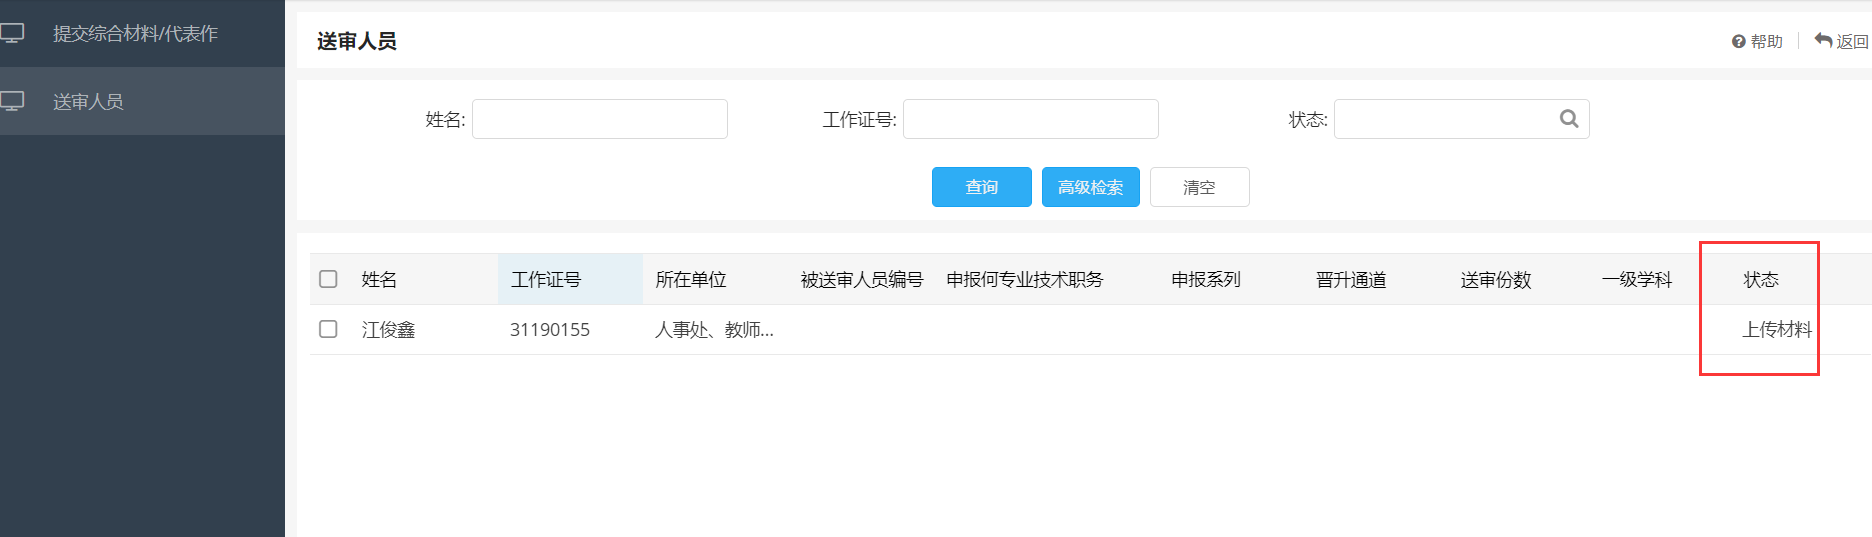 提交综合材料/代表作
送审人员
送审人员
帮助
返回
姓名:
工作证号:
状态:
查询
高级检索
清空
姓名 工作证号 所在单位 被送审人员编号 申报何专业技术职务 申报系列 晋升通道 送审份数 一级学科 状态
江俊鑫 31190155 人事处、教师... 上传材料